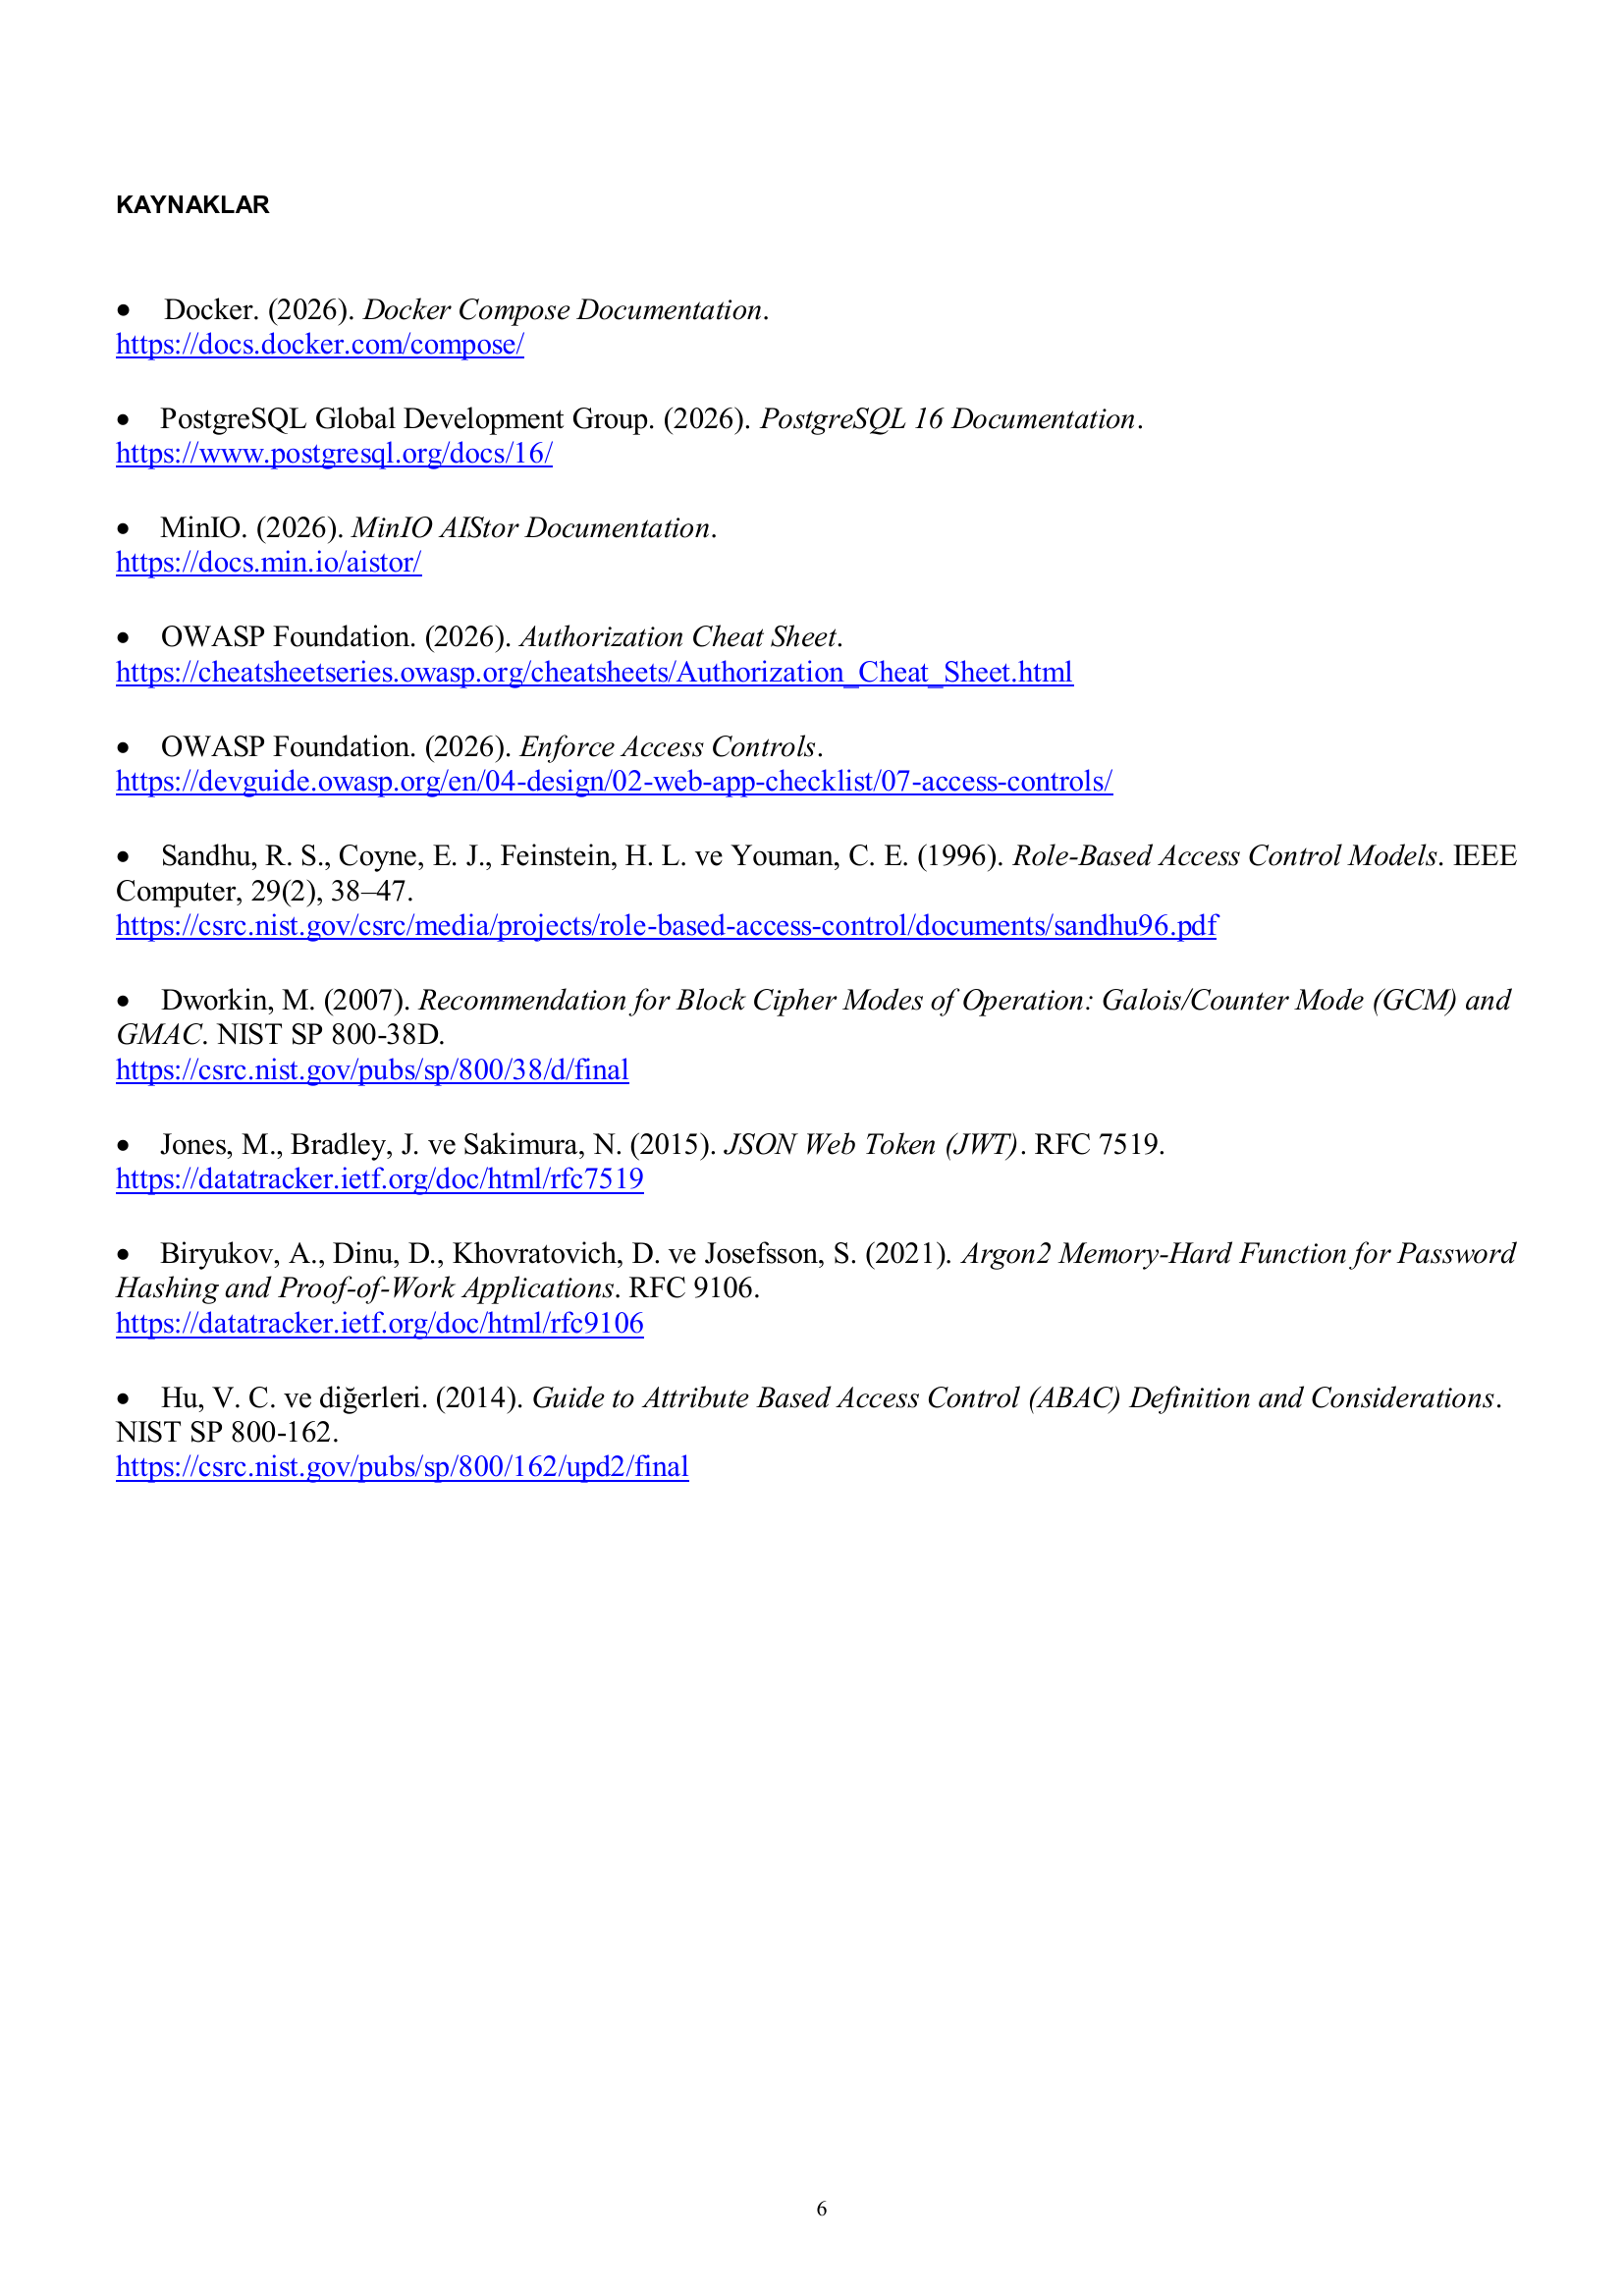 KAYNAKLAR
• Docker. (2026). Docker Compose Documentation.
https://docs.docker.com/compose/
• PostgreSQL Global Development Group. (2026). PostgreSQL 16 Documentation.
https://www.postgresql.org/docs/16/
• MinIO. (2026). MinIO AIStor Documentation.
https://docs.min.io/aistor/
• OWASP Foundation. (2026). Authorization Cheat Sheet.
https://cheatsheetseries.owasp.org/cheatsheets/Authorization_Cheat_Sheet.html
• OWASP Foundation. (2026). Enforce Access Controls.
https://devguide.owasp.org/en/04-design/02-web-app-checklist/07-access-controls/
• Sandhu, R. S., Coyne, E. J., Feinstein, H. L. ve Youman, C. E. (1996). Role-Based Access Control Models. IEEE
Computer, 29(2), 38–47.
https://csrc.nist.gov/csrc/media/projects/role-based-access-control/documents/sandhu96.pdf
• Dworkin, M. (2007). Recommendation for Block Cipher Modes of Operation: Galois/Counter Mode (GCM) and
GMAC. NIST SP 800-38D.
https://csrc.nist.gov/pubs/sp/800/38/d/final
• Jones, M., Bradley, J. ve Sakimura, N. (2015). JSON Web Token (JWT). RFC 7519.
https://datatracker.ietf.org/doc/html/rfc7519
• Biryukov, A., Dinu, D., Khovratovich, D. ve Josefsson, S. (2021). Argon2 Memory-Hard Function for Password
Hashing and Proof-of-Work Applications. RFC 9106.
https://datatracker.ietf.org/doc/html/rfc9106
• Hu, V. C. ve diğerleri. (2014). Guide to Attribute Based Access Control (ABAC) Definition and Considerations.
NIST SP 800-162.
https://csrc.nist.gov/pubs/sp/800/162/upd2/final
6